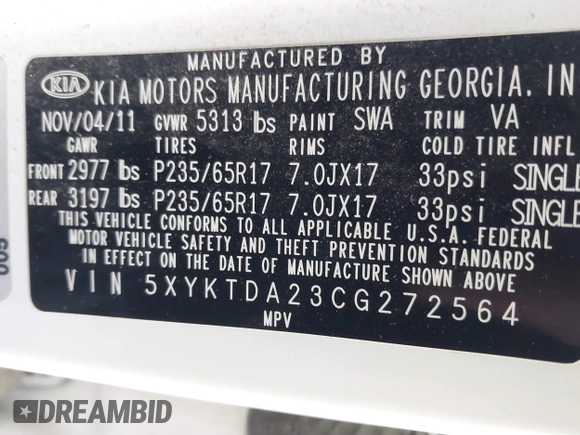 MANUFACTURED BY
KIA KIA MOTORS MANUFACTURING GEORGIA. IN
NOV/04/11 GVWR 5313 lbs PAINT SWA TRIM VA
GAWR TIRES RIMS COLD TIRE INFL
FRONT 2977 lbs P235/65R17 7.0JX17 33psi SINGLE
REAR 3197 lbs P235/65R17 7.0JX17 33psi SINGLE
THIS VEHICLE CONFORMS TO ALL APPLICABLE U.S.A. FEDERAL
MOTOR VEHICLE SAFETY AND THEFT PREVENTION STANDARDS
IN EFFECT ON THE DATE OF MANUFACTURE SHOWN ABOVE
VIN 5XYKTDA23CG272564
MPV
DREAMBID